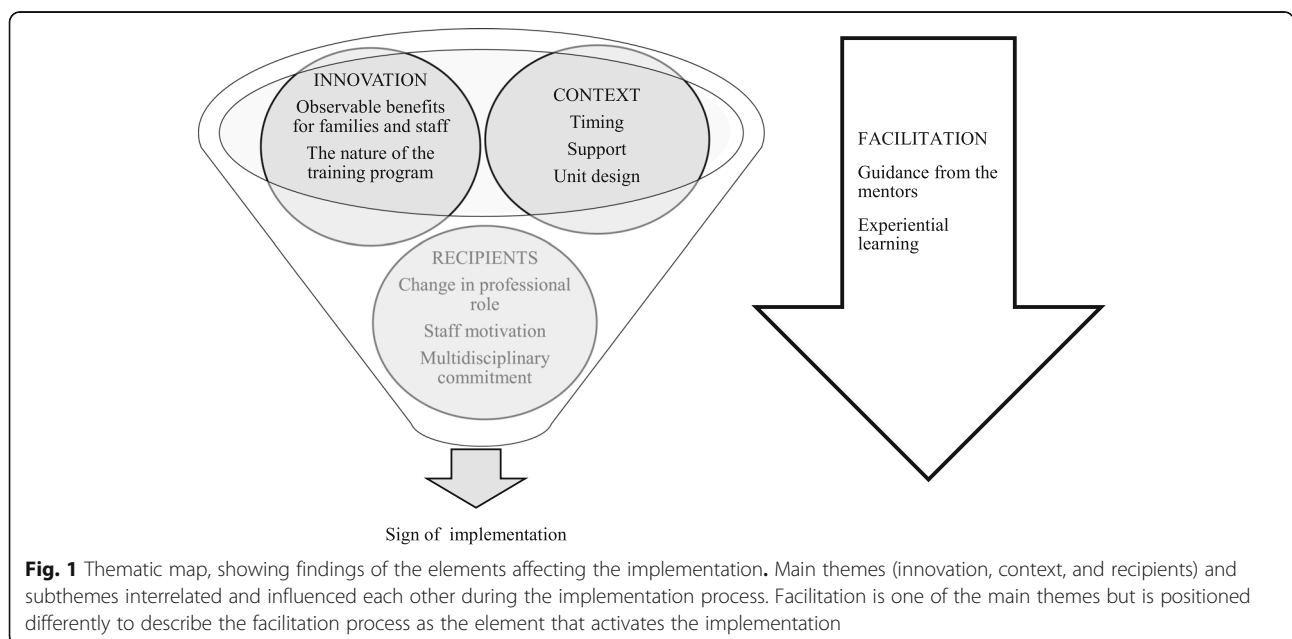 INNOVATION
Observable benefits
for families and staff
The nature of the
training program
CONTEXT
Timing
Support
Unit design
RECIPIENTS
Change in professional
role
Staff motivation
Multidisciplinary
commitment
Sign of implementation
FACILITATION
Guidance from the
mentors
Experiential
learning
Fig. 1 Thematic map, showing findings of the elements affecting the implementation. Main themes (innovation, context, and recipients) and
subthemes interrelated and influenced each other during the implementation process. Facilitation is one of the main themes but is positioned
differently to describe the facilitation process as the element that activates the implementation